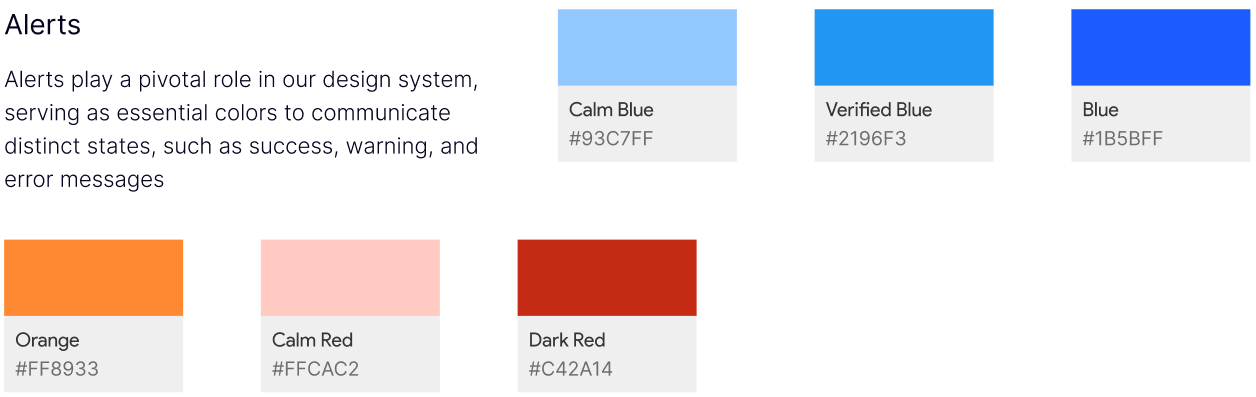 Alerts
Alerts play a pivotal role in our design system,
serving as essential colors to communicate
distinct states, such as success, warning, and
error messages
Calm Blue
#93C7FF
Verified Blue
#2196F3
Blue
#1B5BFF
Orange
#FF8933
Calm Red
#FFCAC2
Dark Red
#C42A14